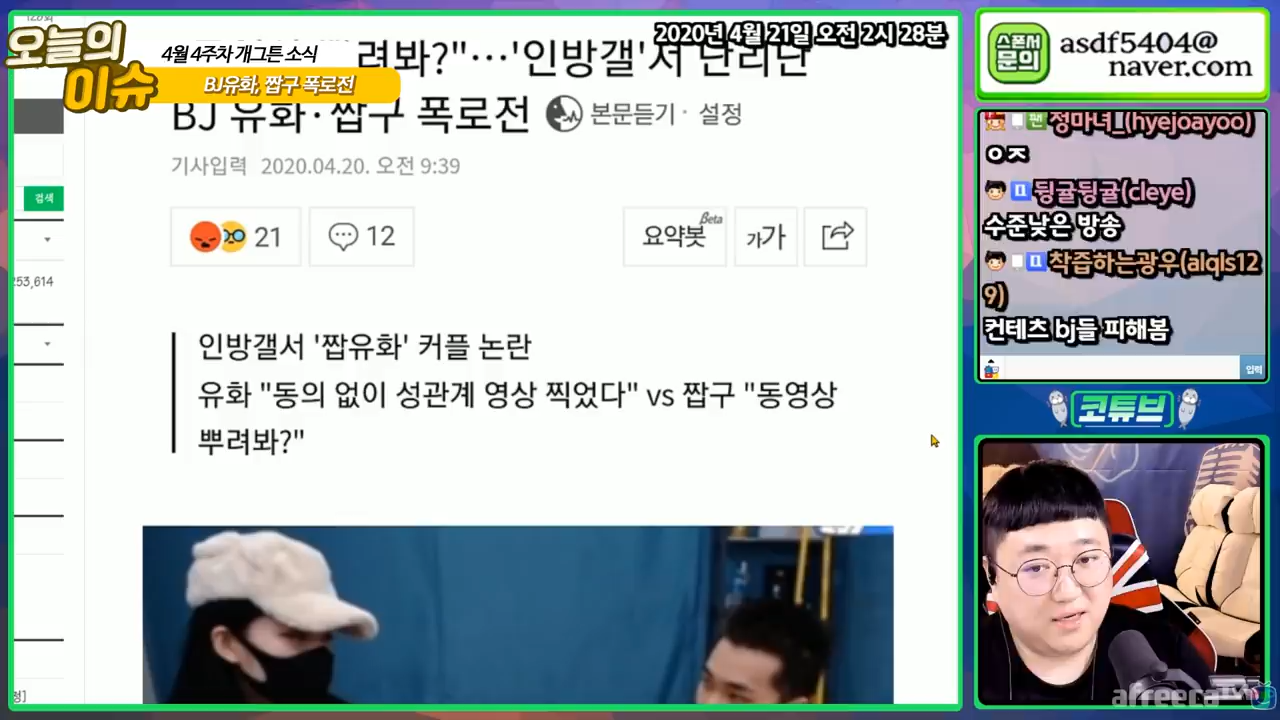 오늘의
이슈
4월 4주차 개그튼 소식
BJ유화, 짭구 폭로전
2020년 4월 21일 오전 2시 28분
려봐?"…'인방갤'서 난리난
BJ 유화·짭구 폭로전
본문듣기 · 설정
기사입력 2020.04.20. 오전 9:39
검색
21
12
요약봇
Beta
가가
253,614
인방갤서 '짭유화' 커플 논란
유화 "동의 없이 성관계 영상 찍었다" vs 짭구 "동영상
뿌려봐?"
스폰서
문의
asdf5404@
naver.com
팬 정마녀_(hyejoayoo)
ㅇㅈ
뒹귤뒹귤(cleye)
수준낮은 방송
착즙하는광우(alqls12
9)
컨테츠 bj들 피해봄
입력
코튜브
afreecaTV